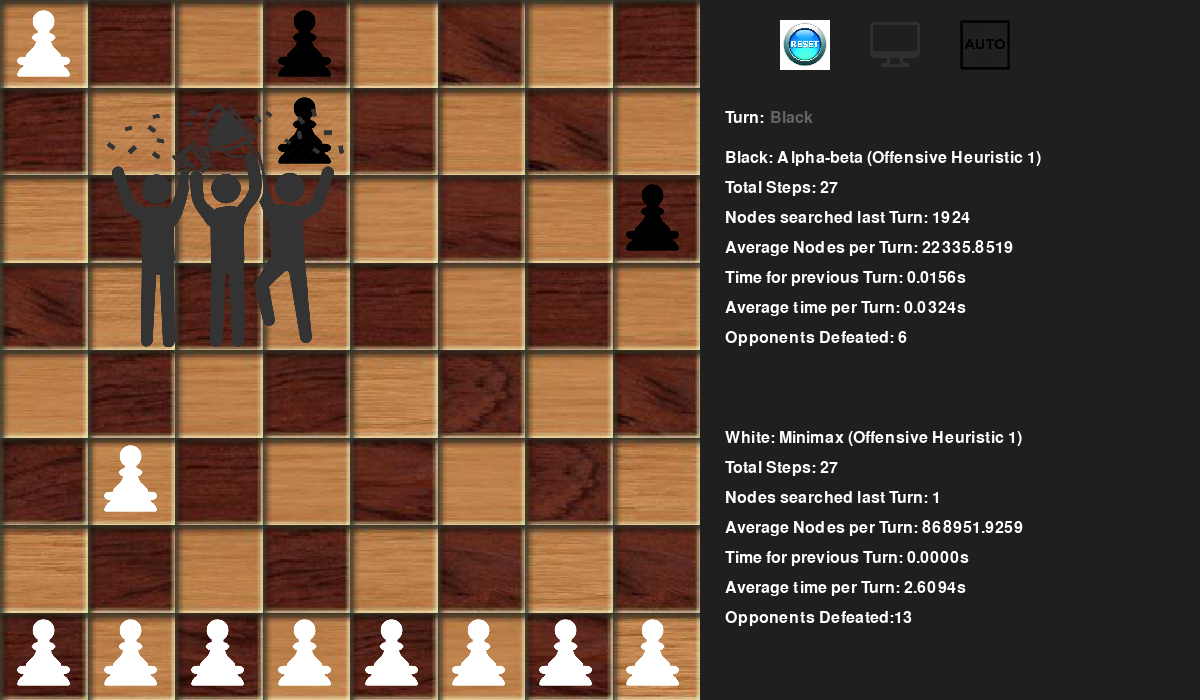 RESET
AUTO
Turn: Black
Black: Alpha-beta (Offensive Heuristic 1)
Total Steps: 27
Nodes searched last Turn: 1924
Average Nodes per Turn: 22335.8519
Time for previous Turn: 0.0156s
Average time per Turn: 0.0324s
Opponents Defeated: 6
White: Minimax (Offensive Heuristic 1)
Total Steps: 27
Nodes searched last Turn: 1
Average Nodes per Turn: 868951.9259
Time for previous Turn: 0.0000s
Average time per Turn: 2.6094s
Opponents Defeated:13